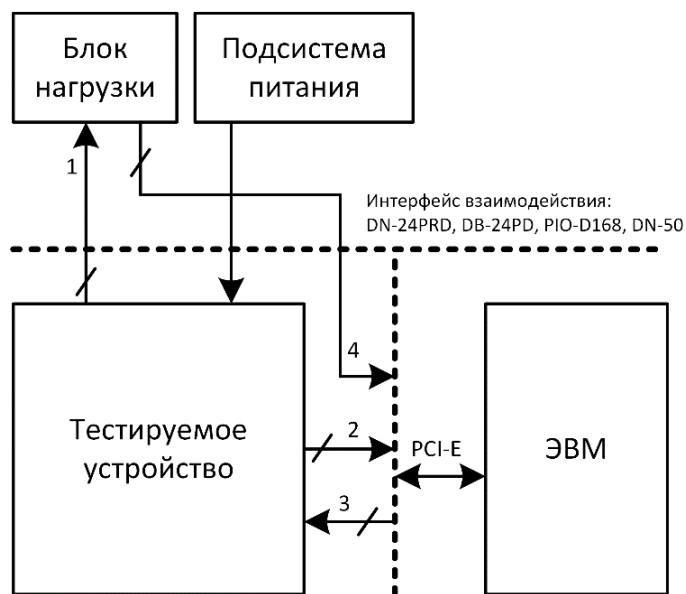 Блок
нагрузки
Подсистема
питания
1
Интерфейс взаимодействия:
DN-24PRD, DB-24PD, PIO-D168, DN-50
4
Тестируемое
устройство
2
3
PCI-E
ЭВМ